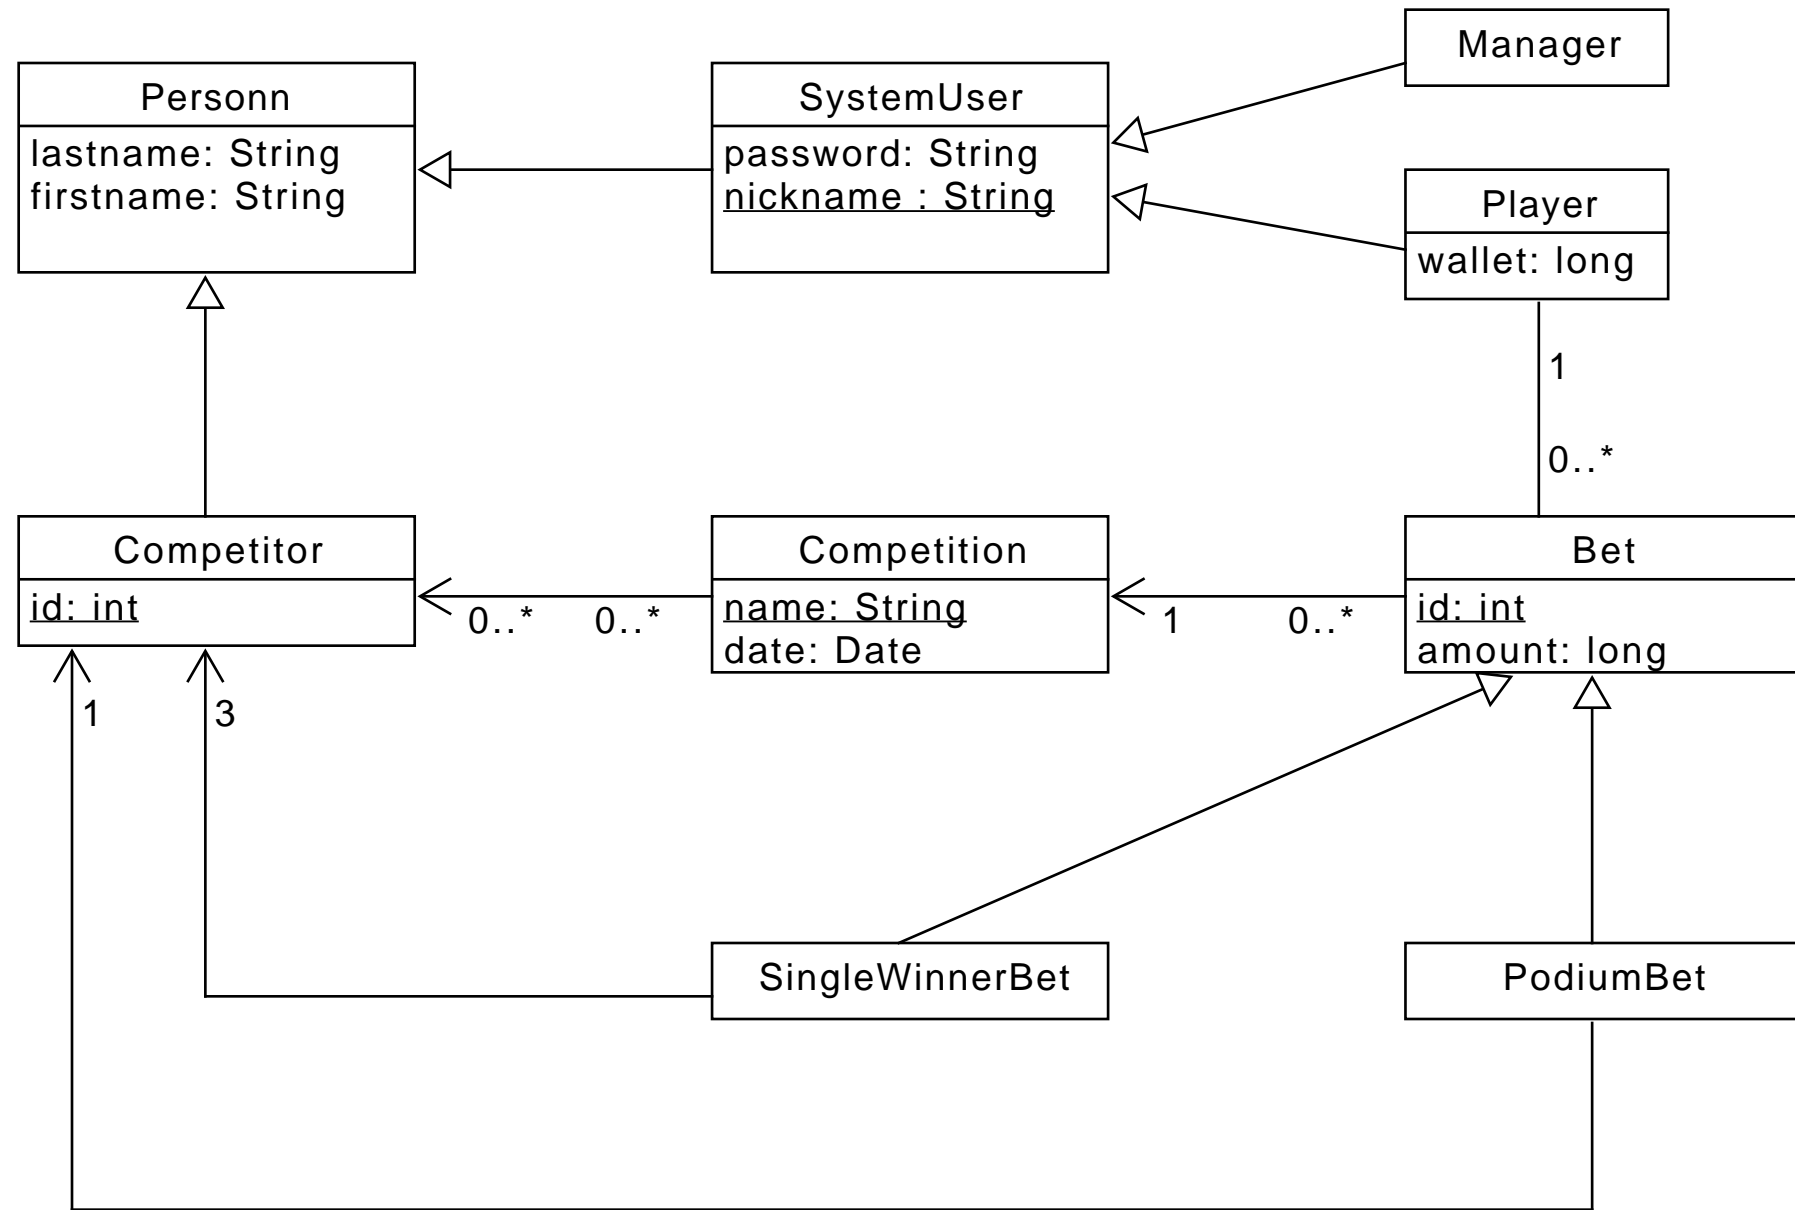 Manager
Personn
lastname: String
firstname: String
SystemUser
password: String
nickname : String
Player
wallet: long
1
0..*
Competitor
id: int
0..*
0..*
Competition
name: String
date: Date
1
0..*
Bet
id: int
amount: long
1
3
SingleWinnerBet
PodiumBet